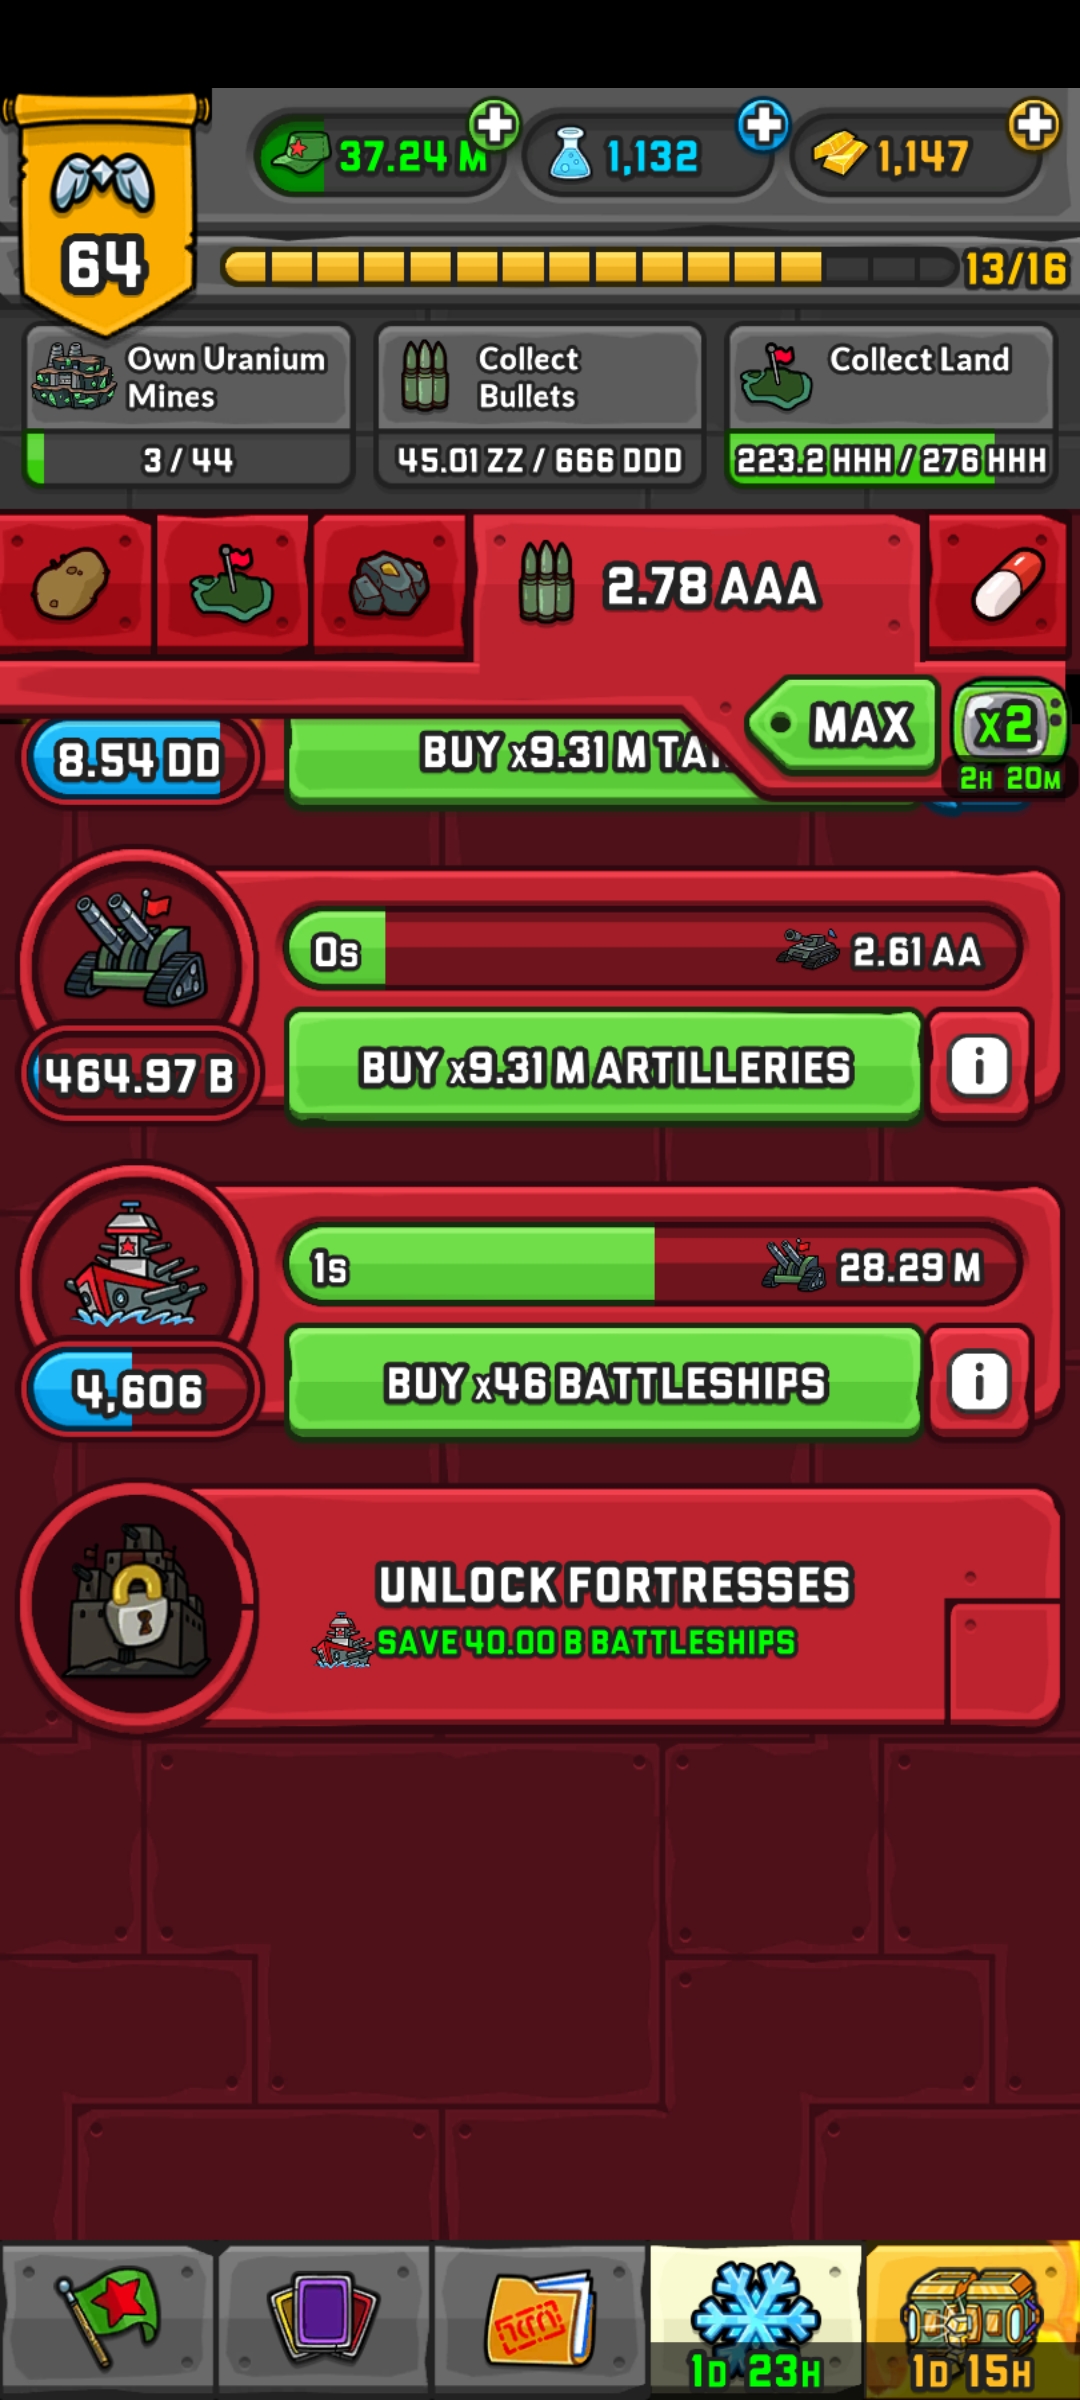 37.24 M
1,132
1,147
64
13/16
Own Uranium
Mines
3 / 44
Collect
Bullets
45.01 ZZ / 666 DDD
Collect Land
223.2 HHH / 276 HHH
2.78 AAA
MAX
x2
2H 20M
8.54 DD
BUY x9.31 M
0s
2.61 AA
464.97 B
BUY x9.31 M ARTILLERIES
i
1s
28.29 M
4,606
BUY x46 BATTLESHIPS
i
UNLOCK FORTRESSES
SAVE 40.00 B BATTLESHIPS
1D 23H
1D 15H